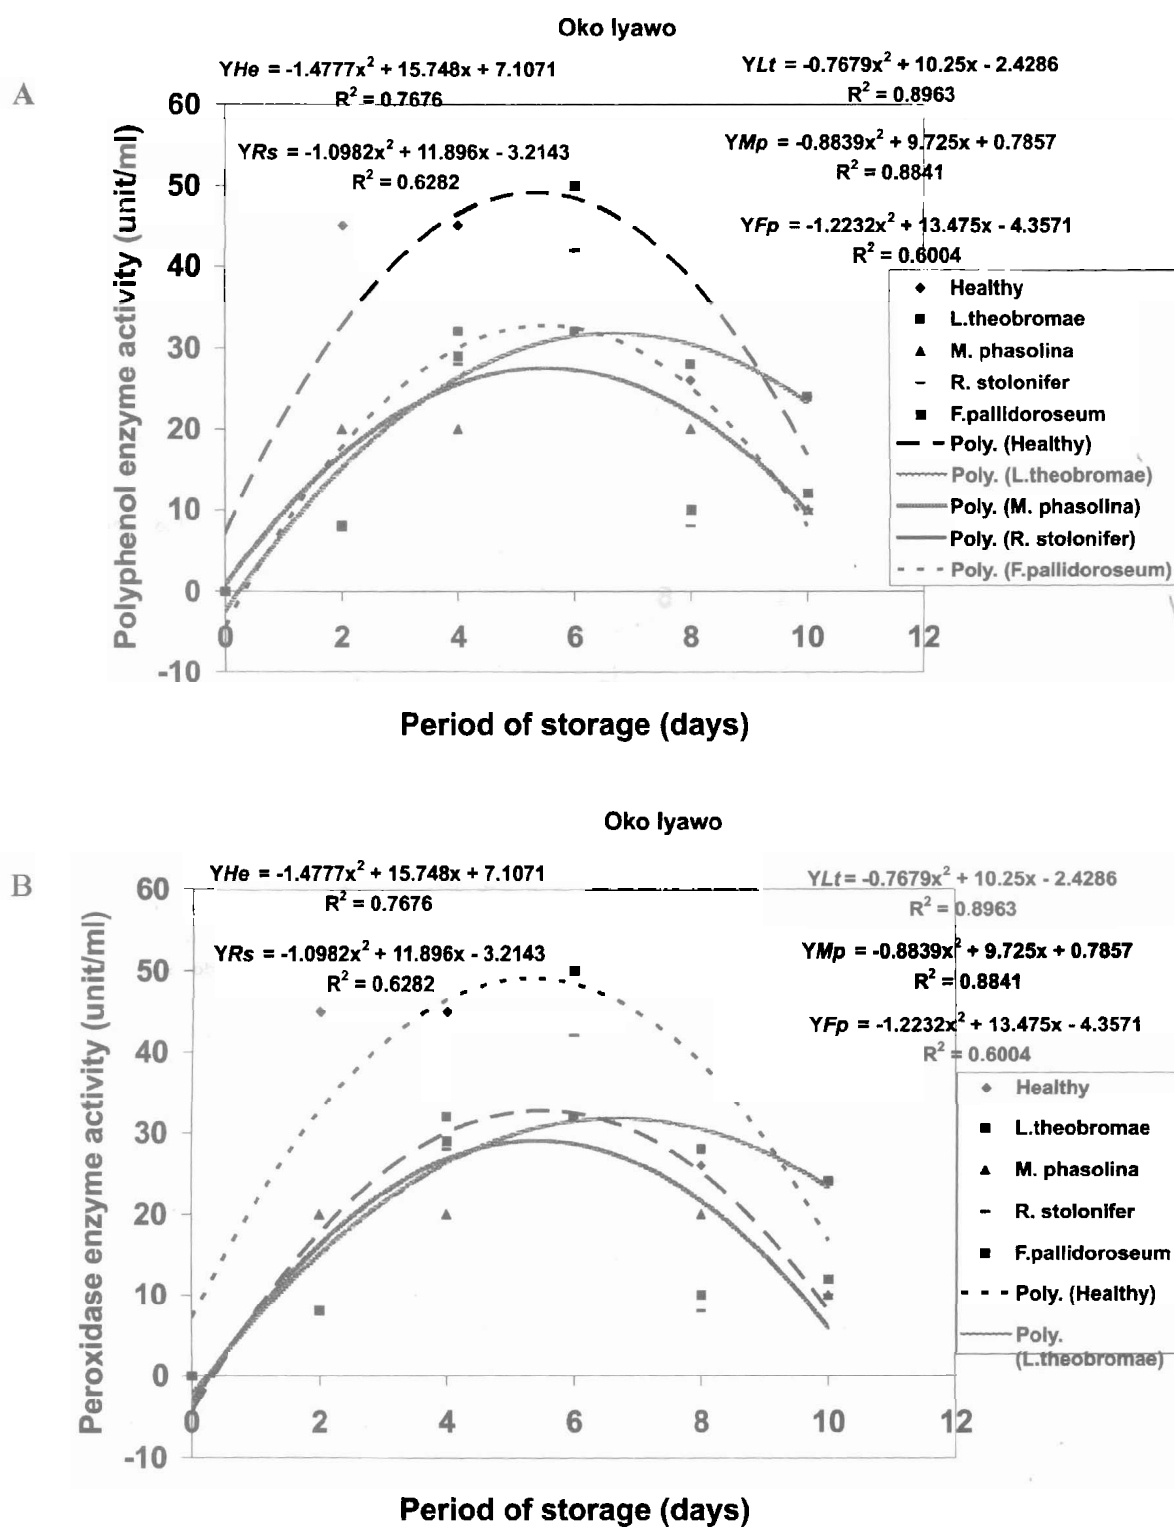 Oko Iyawo
A
YHe = -1.4777x² + 15.748x + 7.1071
R² = 0.7676
YLt = -0.7679x² + 10.25x - 2.4286
R² = 0.8963
YRs = -1.0982x² + 11.896x - 3.2143
R² = 0.6282
YMp = -0.8839x² + 9.725x + 0.7857
R² = 0.8841
YFp = -1.2232x² + 13.475x - 4.3571
R² = 0.6004
Polyphenol enzyme activity (unit/ml)
60
50
40
30
20
10
0
-10
0 2 4 6 8 10 12
Healthy
L.theobromae
M. phasolina
R. stolonifer
F.pallidoroseum
Poly. (Healthy)
Poly. (L.theobromae)
Poly. (M. phasolina)
Poly. (R. stolonifer)
Poly. (F.pallidoroseum)
Period of storage (days)
Oko Iyawo
B
YHe = -1.4777x² + 15.748x + 7.1071
R² = 0.7676
YLt = -0.7679x² + 10.25x - 2.4286
R² = 0.8963
YRs = -1.0982x² + 11.896x - 3.2143
R² = 0.6282
YMp = -0.8839x² + 9.725x + 0.7857
R² = 0.8841
YFp = -1.2232x² + 13.475x - 4.3571
R² = 0.6004
Peroxidase enzyme activity (unit/ml)
60
50
40
30
20
10
0
-10
0 2 4 6 8 10 12
Healthy
L.theobromae
M. phasolina
R. stolonifer
F.pallidoroseum
Poly. (Healthy)
Poly.
(L.theobromae)
Period of storage (days)